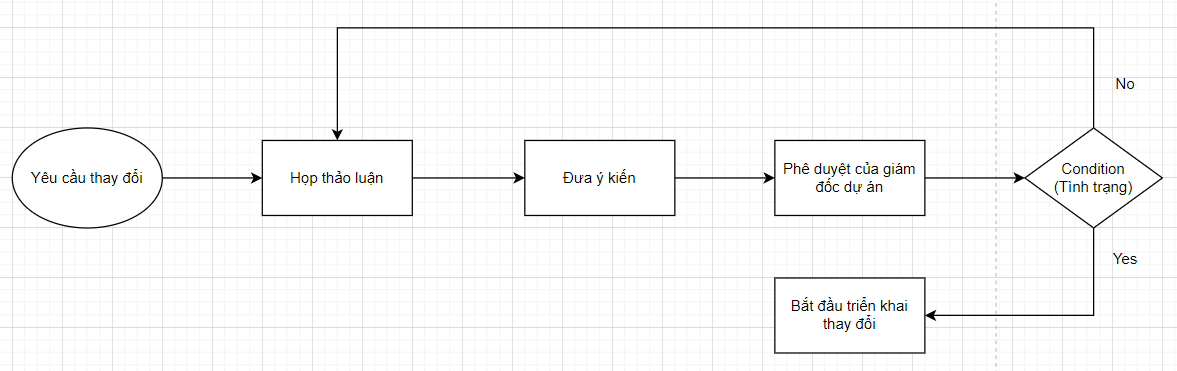 No
Yêu cầu thay đổi
Họp thảo luận
Đưa ý kiến
Phê duyệt của giám
đốc dự án
Condition
(Tình trạng)
Yes
Bắt đầu triển khai
thay đổi